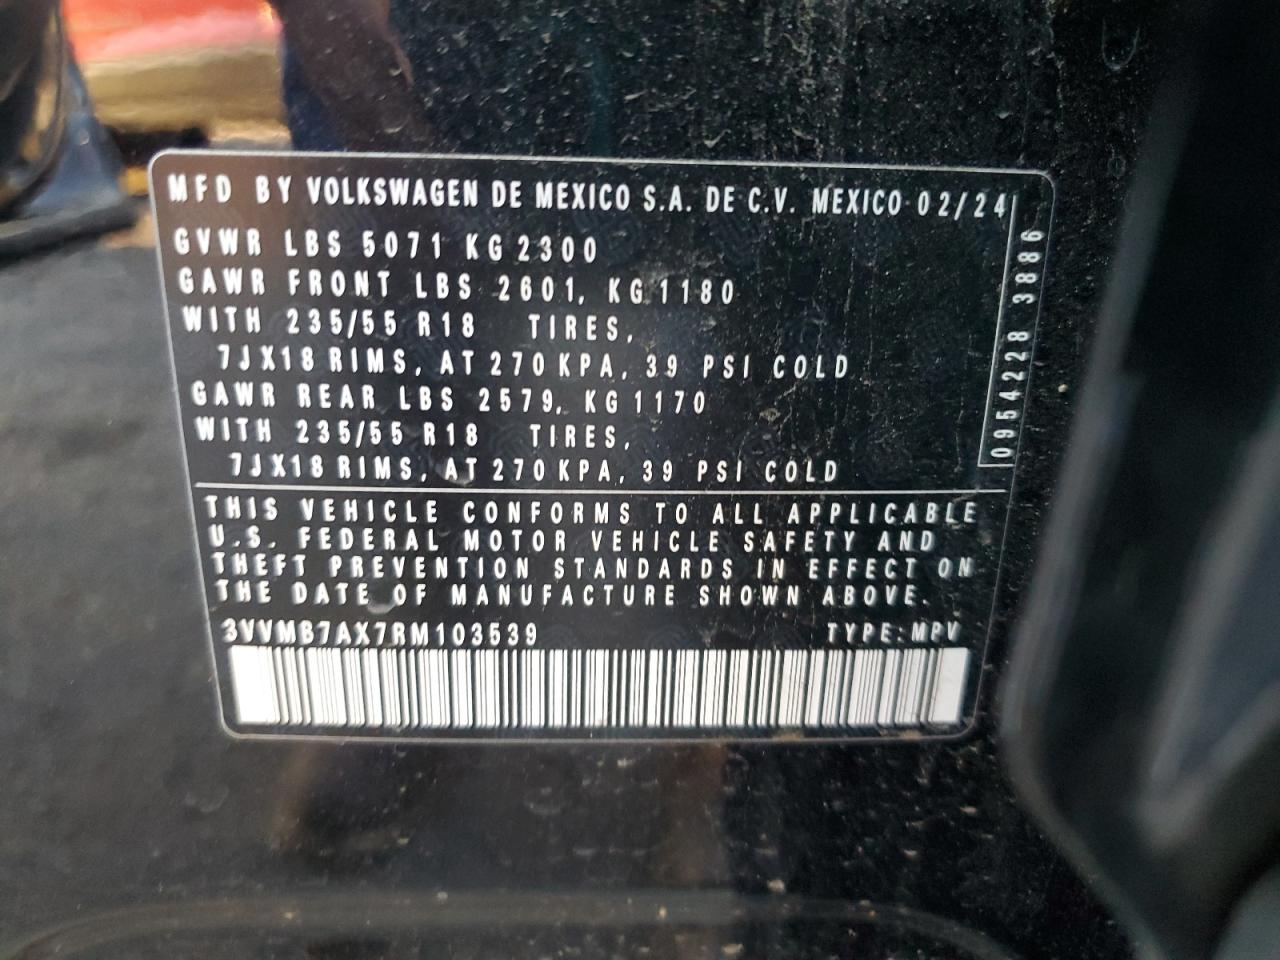 MFD BY VOLKSWAGEN DE MEXICO S.A. DE C.V. MEXICO 02/24
GVWR LBS 5071 KG 2300
GAWR FRONT LBS 2601, KG 1180
WITH 235/55 R18 TIRES,
7JX18 RIMS, AT 270 KPA, 39 PSI COLD
GAWR REAR LBS 2579, KG 1170
WITH 235/55 R18 TIRES,
7JX18 RIMS, AT 270 KPA, 39 PSI COLD
0954228 3886
THIS VEHICLE CONFORMS TO ALL APPLICABLE
U.S. FEDERAL MOTOR VEHICLE SAFETY AND
THEFT PREVENTION STANDARDS IN EFFECT ON
THE DATE OF MANUFACTURE SHOWN ABOVE.
3VVMB7AX7RM103539 TYPE:MPV